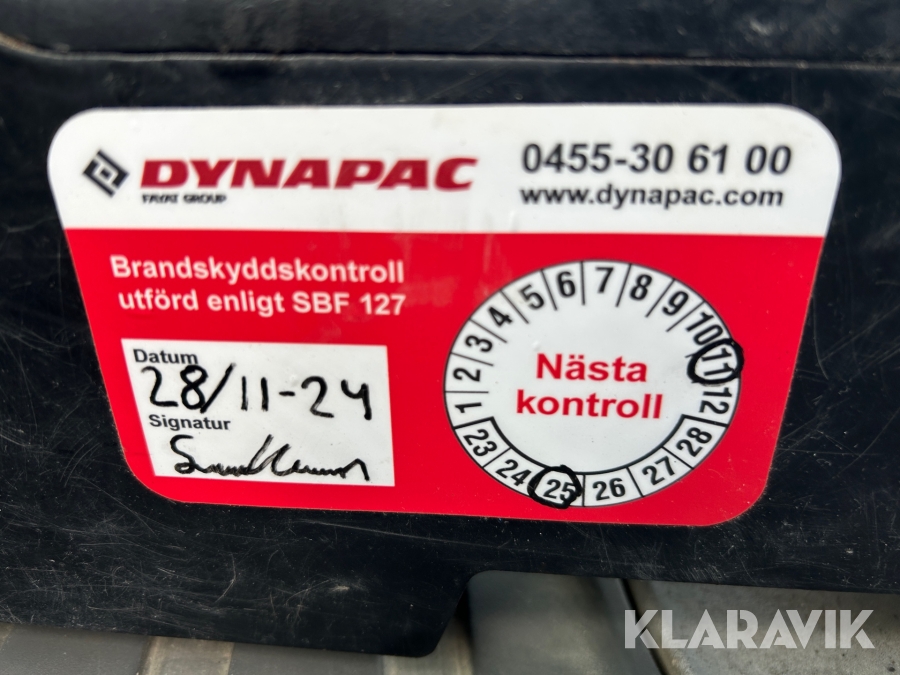 DYNAPAC
FAYAT GROUP
0455-30 61 00
www.dynapac.com
Brandskyddskontroll
utförd enligt SBF 127
Datum
28/11-24
Signatur
1 2 3 4 5 6 7 8 9 10 11 12
Nästa
kontroll
23 24 25 26 27 28
KLARAVIK